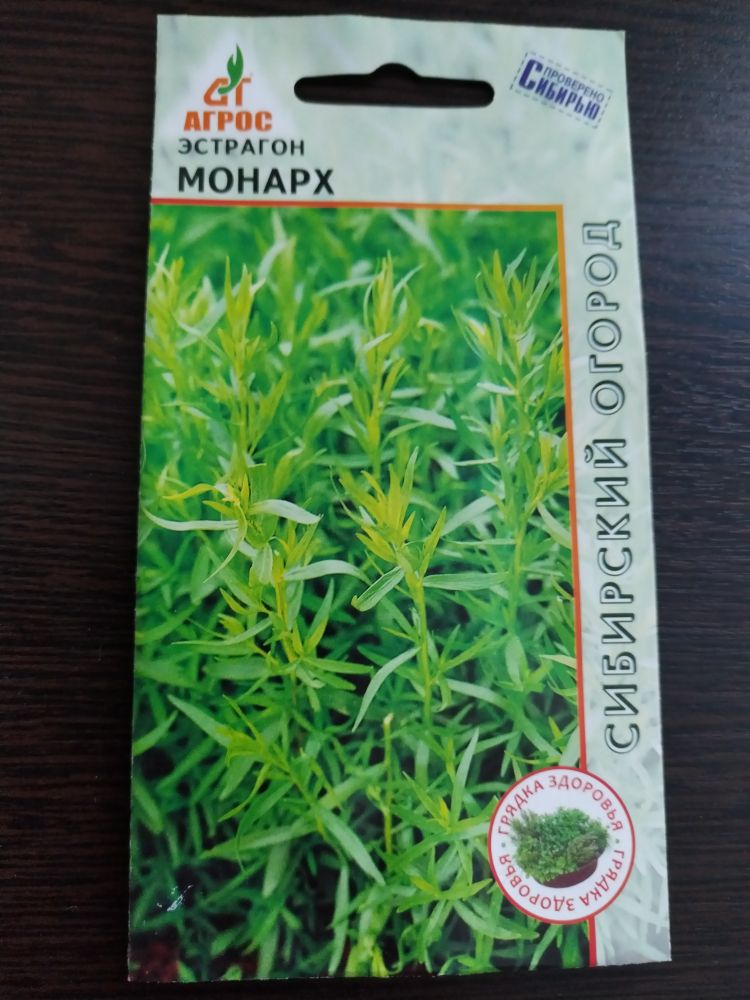 АГРОС
ЭСТРАГОН
МОНАРХ
ПРОВЕРЕНО
СИБИРЬЮ
СИБИРСКИЙ ОГОРОД
ГРЯДКА ЗДОРОВЬЯ · ГРЯДКА ЗДОРОВЬЯ ·